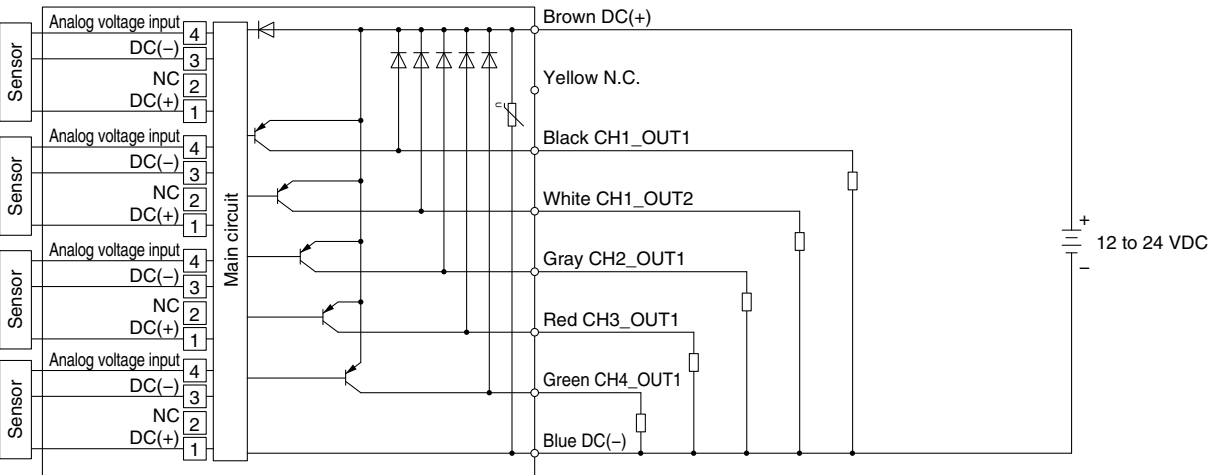 Sensor
Analog voltage input 4
DC(−) 3
NC 2
DC(+) 1
Sensor
Analog voltage input 4
DC(−) 3
NC 2
DC(+) 1
Sensor
Analog voltage input 4
DC(−) 3
NC 2
DC(+) 1
Sensor
Analog voltage input 4
DC(−) 3
NC 2
DC(+) 1
Main circuit
Brown DC(+)
Yellow N.C.
U
Black CH1_OUT1
White CH1_OUT2
Gray CH2_OUT1
Red CH3_OUT1
Green CH4_OUT1
Blue DC(−)
+
12 to 24 VDC
−